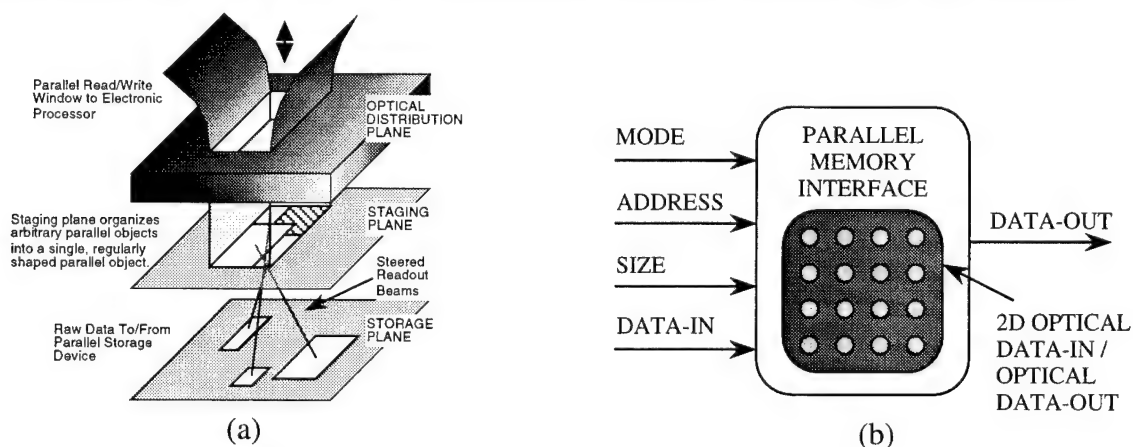 Parallel Read/Write
Window to Electronic
Processor
OPTICAL
DISTRIBUTION
PLANE
Staging plane organizes
arbitrary parallel objects
into a single, regularly
shaped parallel object.
STAGING
PLANE
Steered
Readout
Beams
Raw Data To/From
Parallel Storage
Device
STORAGE
PLANE
(a)
MODE
ADDRESS
SIZE
DATA-IN
PARALLEL
MEMORY
INTERFACE
DATA-OUT
2D OPTICAL
DATA-IN /
OPTICAL
DATA-OUT
(b)